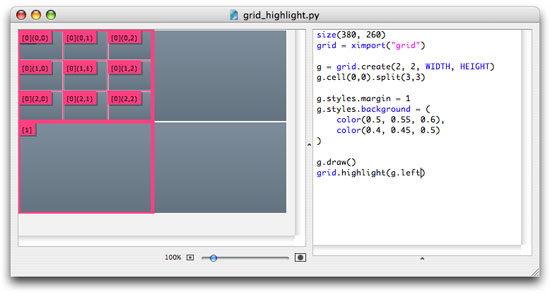 grid_highlight.py
[0](0,0) [0](0,1) [0](0,2)
[0](1,0) [0](1,1) [0](1,2)
[0](2,0) [0](2,1) [0](2,2)
[1]
100%
size(380, 260)
grid = ximport("grid")
g = grid.create(2, 2, WIDTH, HEIGHT)
g.cell(0,0).split(3,3)
g.styles.margin = 1
g.styles.background = (
color(0.5, 0.55, 0.6),
color(0.4, 0.45, 0.5)
)
g.draw()
grid.highlight(g.left)